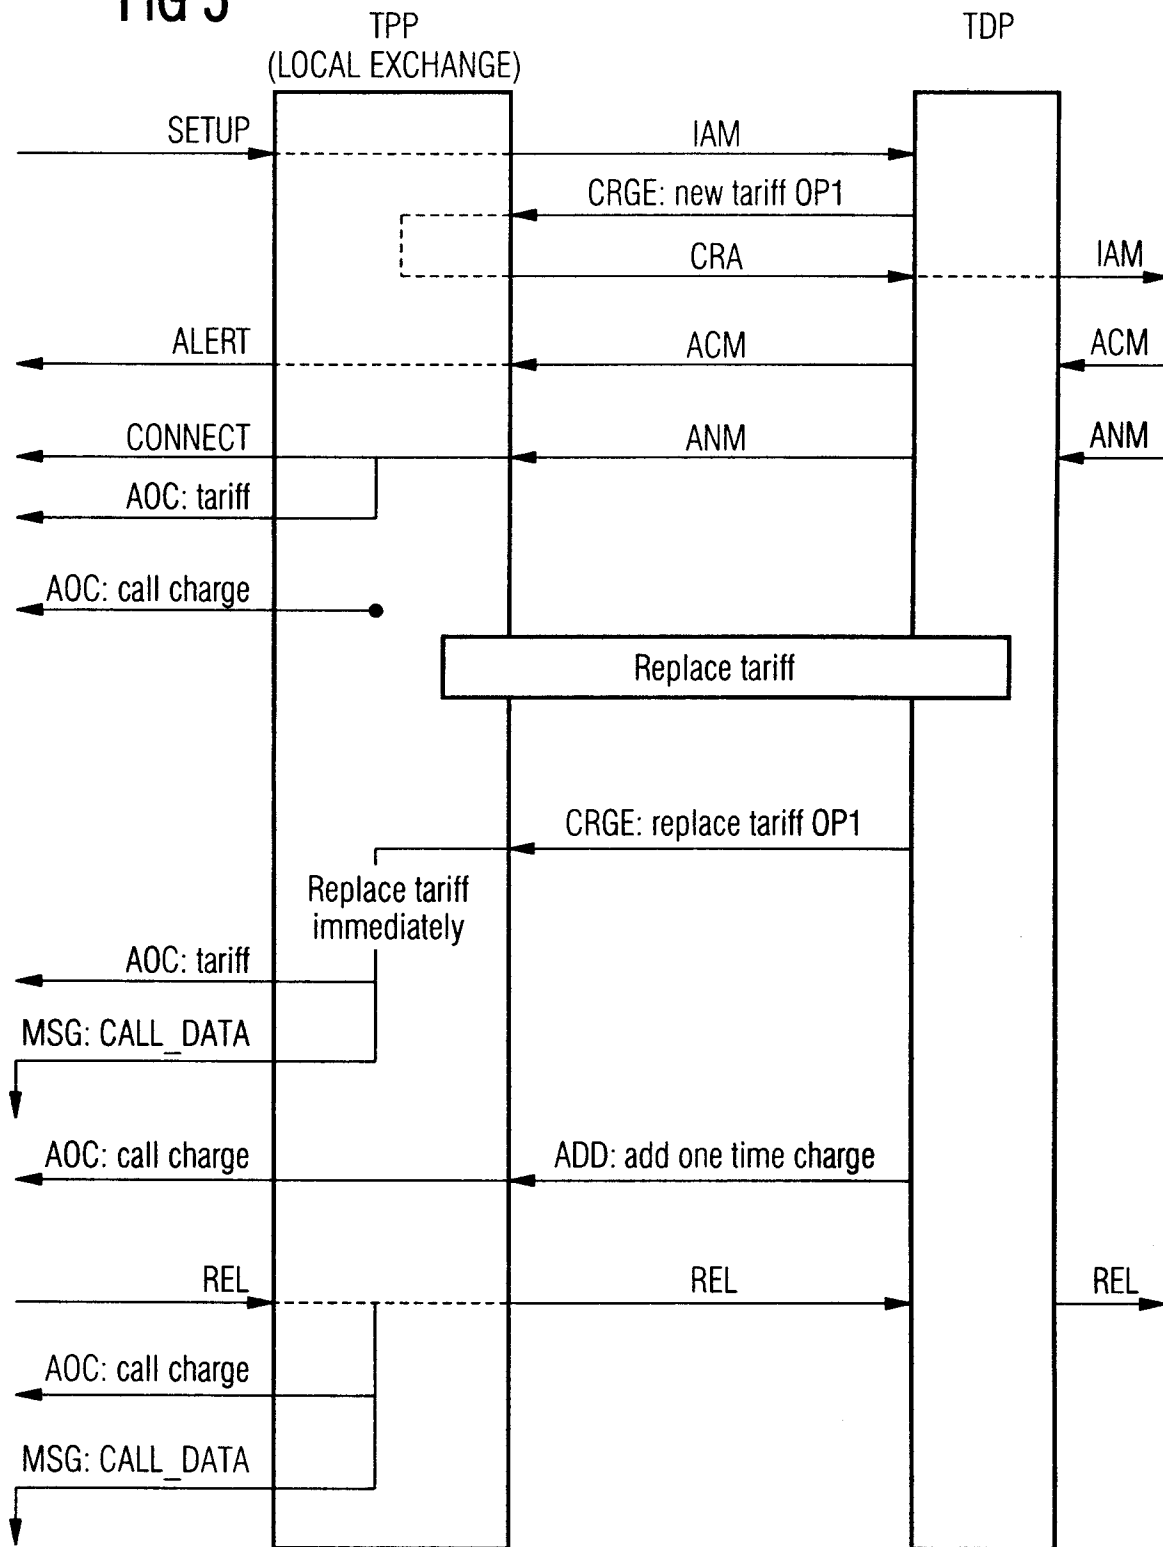 FIG 5
TPP
(LOCAL EXCHANGE)
TDP
SETUP
IAM
CRGE: new tariff OP1
CRA
IAM
ALERT
ACM
ACM
CONNECT
ANM
ANM
AOC: tariff
AOC: call charge
Replace tariff
CRGE: replace tariff OP1
Replace tariff
immediately
AOC: tariff
MSG: CALL_DATA
AOC: call charge
ADD: add one time charge
REL
REL
REL
AOC: call charge
MSG: CALL_DATA